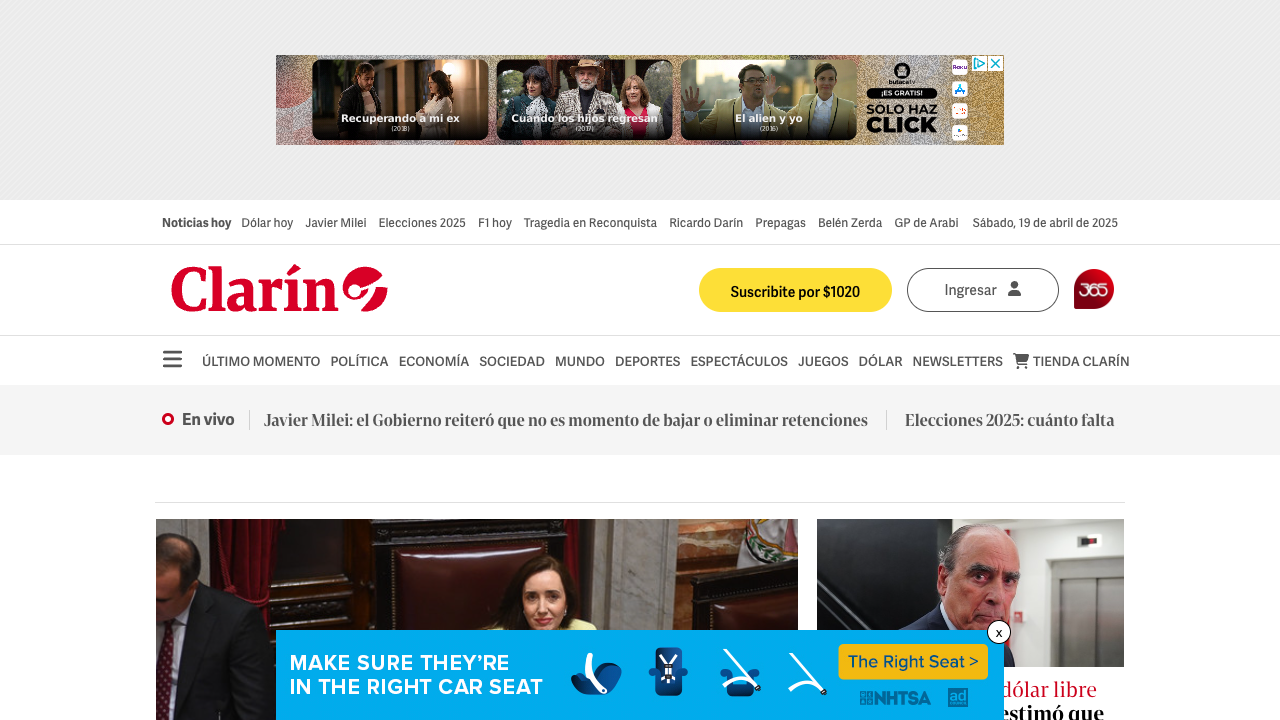 Recuperando a mi ex
(2018)
Cuando los hijos regresan
(2017)
El alien y yo
(2016)
butaca tv
¡ES GRATIS!
SOLO HAZ
CLICK
Roku
Noticias hoy Dólar hoy Javier Milei Elecciones 2025 F1 hoy Tragedia en Reconquista Ricardo Darín Prepagas Belén Zerda GP de Arabi Sábado, 19 de abril de 2025
Clarín
Suscribite por $1020
Ingresar
365
ÚLTIMO MOMENTO POLÍTICA ECONOMÍA SOCIEDAD MUNDO DEPORTES ESPECTÁCULOS JUEGOS DÓLAR NEWSLETTERS TIENDA CLARÍN
En vivo Javier Milei: el Gobierno reiteró que no es momento de bajar o eliminar retenciones Elecciones 2025: cuánto falta
x
MAKE SURE THEY'RE
IN THE RIGHT CAR SEAT
The Right Seat >
NHTSA
ad
dólar libre
estimó que